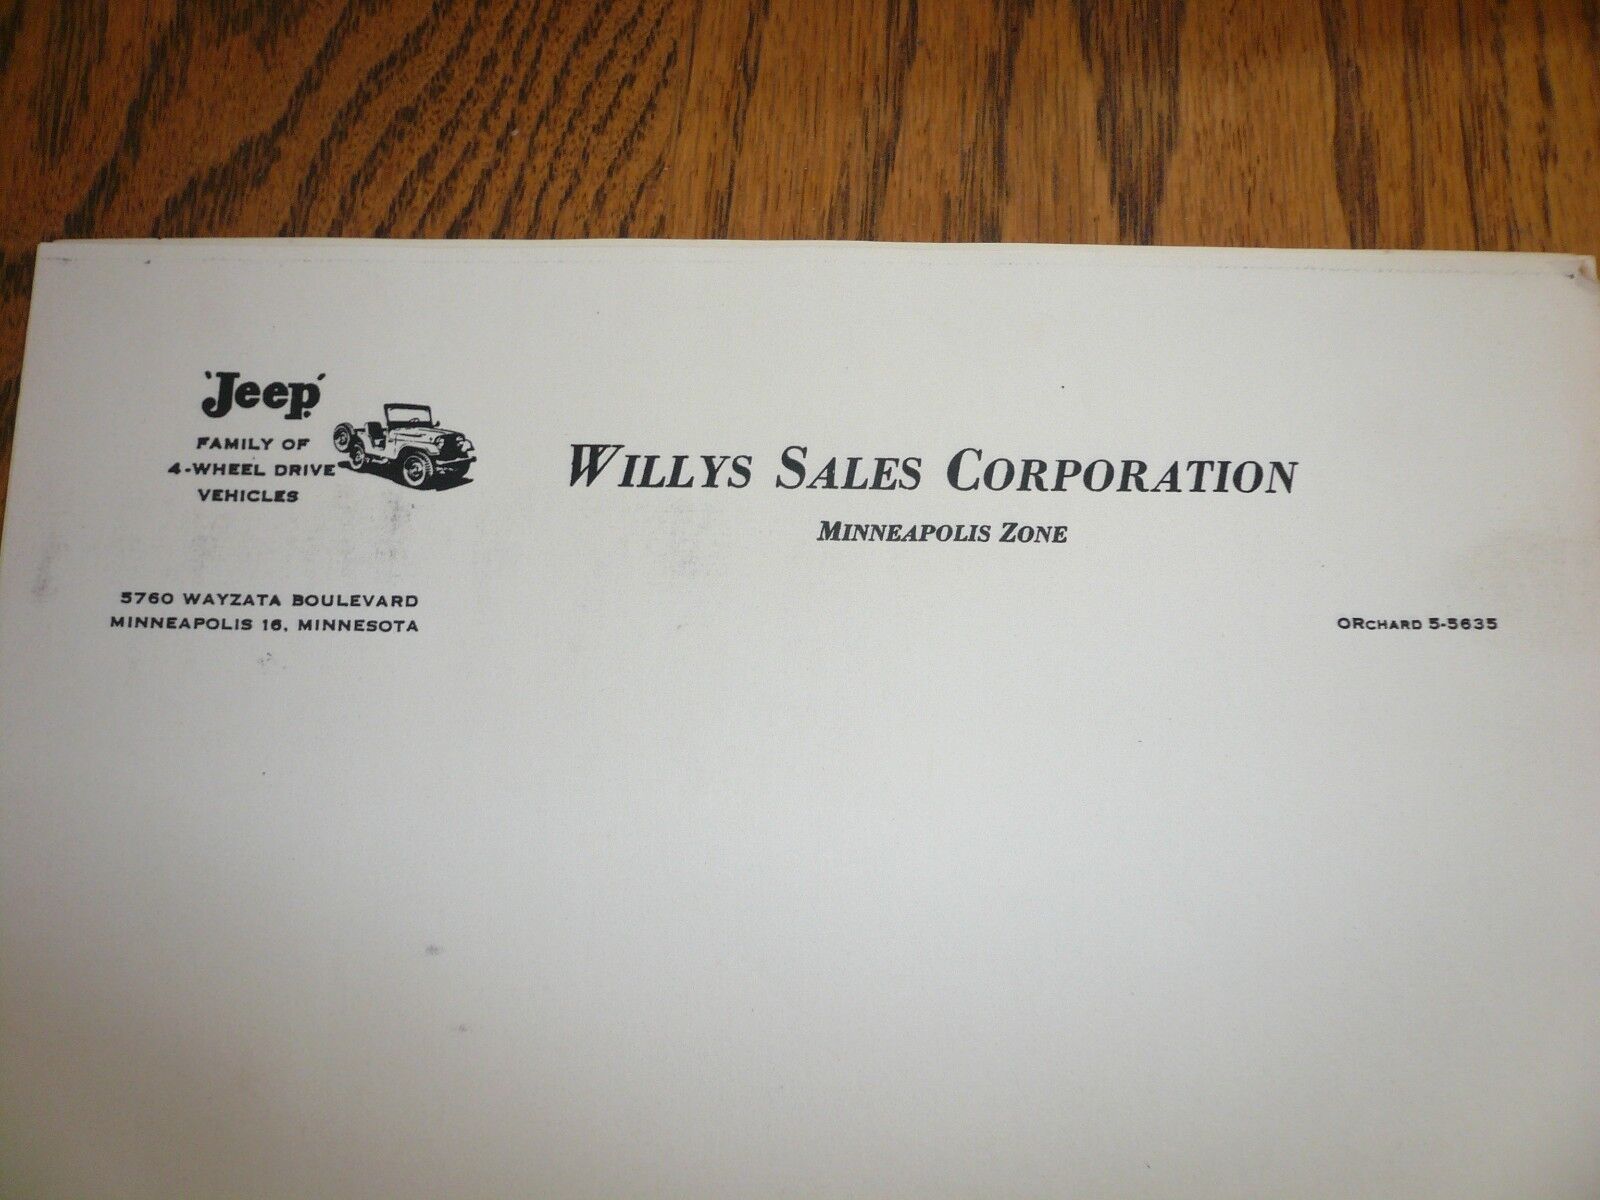 'Jeep'
FAMILY OF
4-WHEEL DRIVE
VEHICLES
WILLYS SALES CORPORATION
MINNEAPOLIS ZONE
5760 WAYZATA BOULEVARD
MINNEAPOLIS 16, MINNESOTA
ORCHARD 5-5635